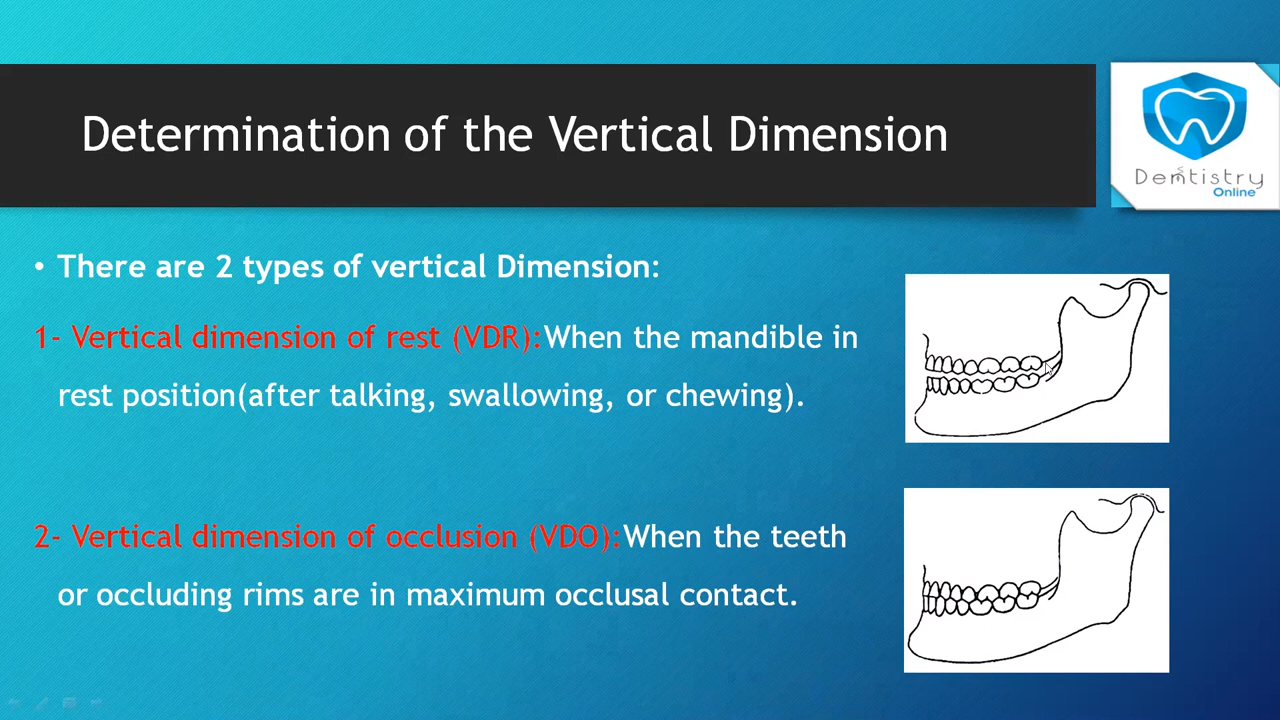 Determination of the Vertical Dimension
Dentistry
Online
• There are 2 types of vertical Dimension:
1- Vertical dimension of rest (VDR):When the mandible in
rest position(after talking, swallowing, or chewing).
2- Vertical dimension of occlusion (VDO):When the teeth
or occluding rims are in maximum occlusal contact.